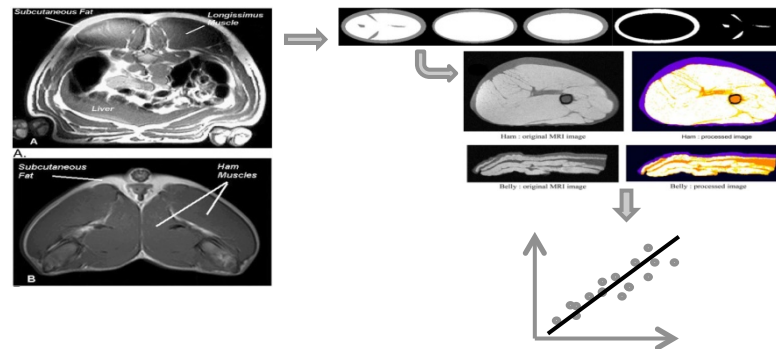 Subcutaneous Fat
Longissimus
Muscle
Liver
A
A.
Subcutaneous
Fat
Ham
Muscles
B
Ham : original MRI image
Ham : processed image
Belly : original MRI image
Belly : processed image